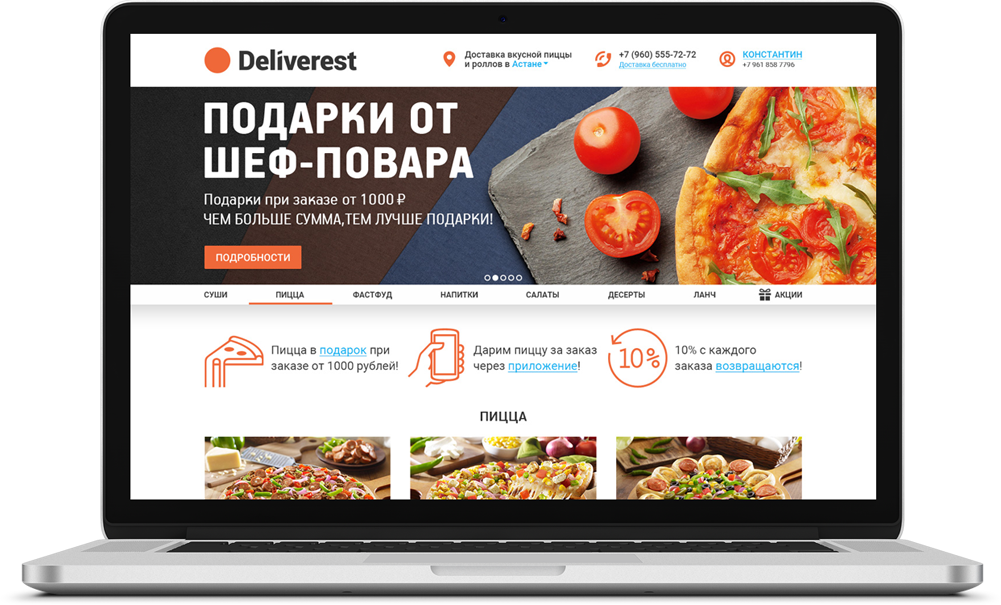 Deliverest
Доставка вкусной пиццы
и роллов в Астане
+7 (960) 555-72-72
Доставка бесплатно
КОНСТАНТИН
+7 961 858 7796
ПОДАРКИ ОТ
ШЕФ-ПОВАРА
Подарки при заказе от 1000 ₽
ЧЕМ БОЛЬШЕ СУММА,ТЕМ ЛУЧШЕ ПОДАРКИ!
ПОДРОБНОСТИ
СУШИ ПИЦЦА ФАСТФУД НАПИТКИ САЛАТЫ ДЕСЕРТЫ ЛАНЧ АКЦИИ
Пицца в подарок при
заказе от 1000 рублей!
Дарим пиццу за заказ
через приложение!
10%
10% с каждого
заказа возвращаются!
ПИЦЦА